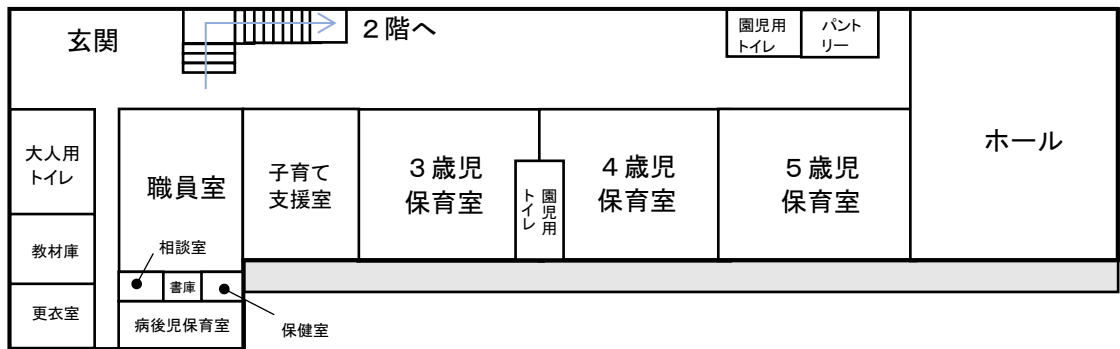 玄関
２階へ
園児用
トイレ
パント
リー
ホール
大人用
トイレ
職員室
子育て
支援室
３歳児
保育室
園児用
トイレ
４歳児
保育室
５歳児
保育室
教材庫
相談室
書庫
更衣室
病後児保育室
保健室